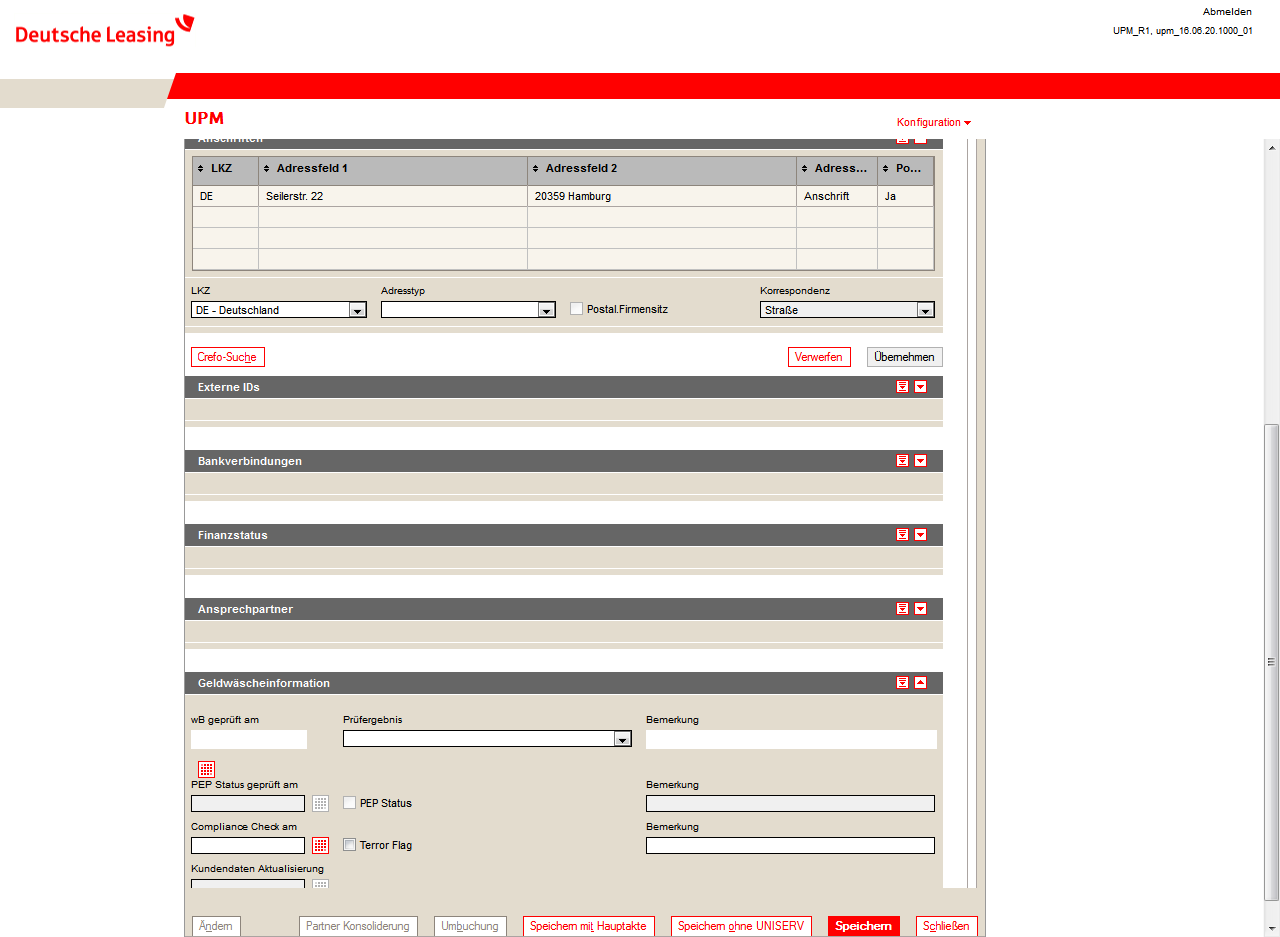 Deutsche Leasing
Abmelden
UPM_R1, upm_16.06.20.1000_01
UPM
Konfiguration
Anschriften
LKZ Adressfeld 1 Adressfeld 2 Adress... Po...
DE Seilerstr. 22 20359 Hamburg Anschrift Ja
LKZ Adresstyp Korrespondenz
DE - Deutschland Postal.Firmensitz Straße
Crefo-Suche Verwerfen Übernehmen
Externe IDs
Bankverbindungen
Finanzstatus
Ansprechpartner
Geldwäscheinformation
wB geprüft am Prüfergebnis Bemerkung
PEP Status geprüft am Bemerkung
PEP Status
Compliance Check am Bemerkung
Terror Flag
Kundendaten Aktualisierung
Ändern Partner Konsolidierung Umbuchung Speichern mit Hauptakte Speichern ohne UNISERV Speichern Schließen